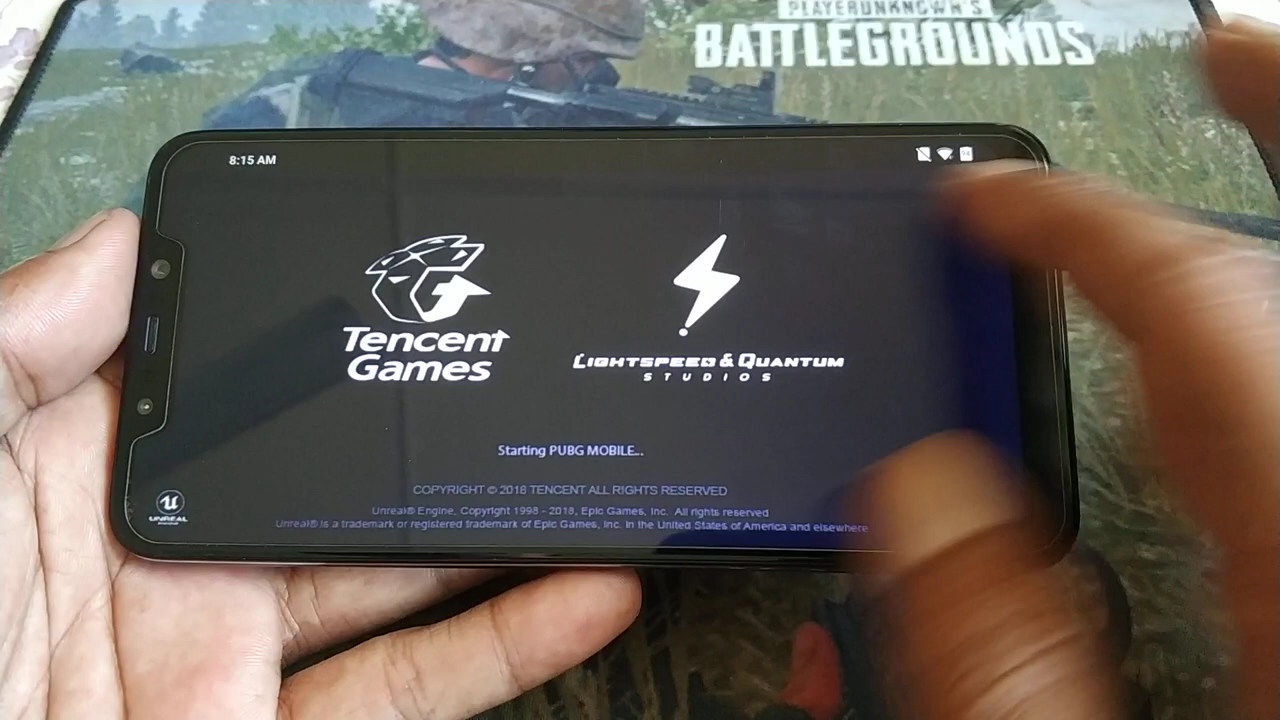 PLAYERUNKNOWN'S
BATTLEGROUNDS
8:15 AM
Tencent
Games
LIGHTSPEED & QUANTUM
STUDIOS
Starting PUBG MOBILE...
COPYRIGHT © 2018 TENCENT ALL RIGHTS RESERVED
UNREAL
Unreal® Engine, Copyright 1998 - 2018, Epic Games, Inc. All rights reserved
Unreal® is a trademark or registered trademark of Epic Games, Inc. in the United States of America and elsewhere